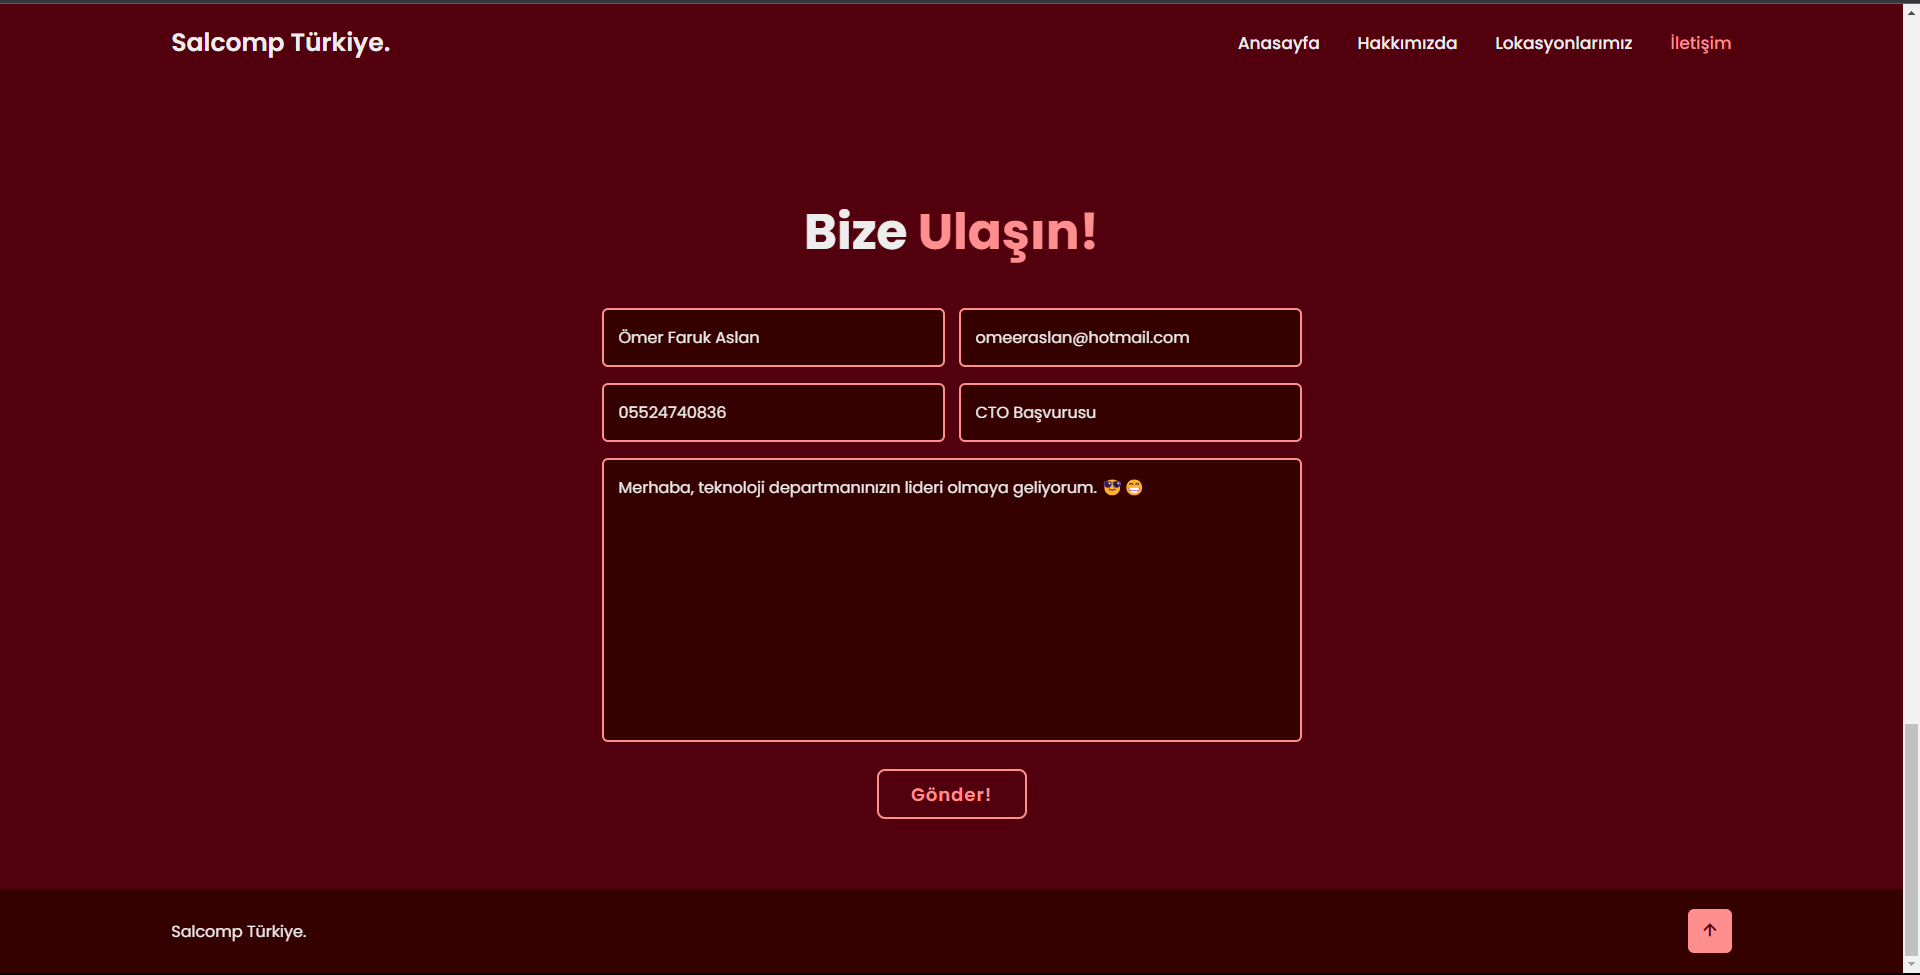 Salcomp Türkiye.
Anasayfa Hakkımızda Lokasyonlarımız İletişim
Bize Ulaşın!
Ömer Faruk Aslan
omeeraslan@hotmail.com
05524740836
CTO Başvurusu
Merhaba, teknoloji departmanınızın lideri olmaya geliyorum. 😎😁
Gönder!
Salcomp Türkiye.